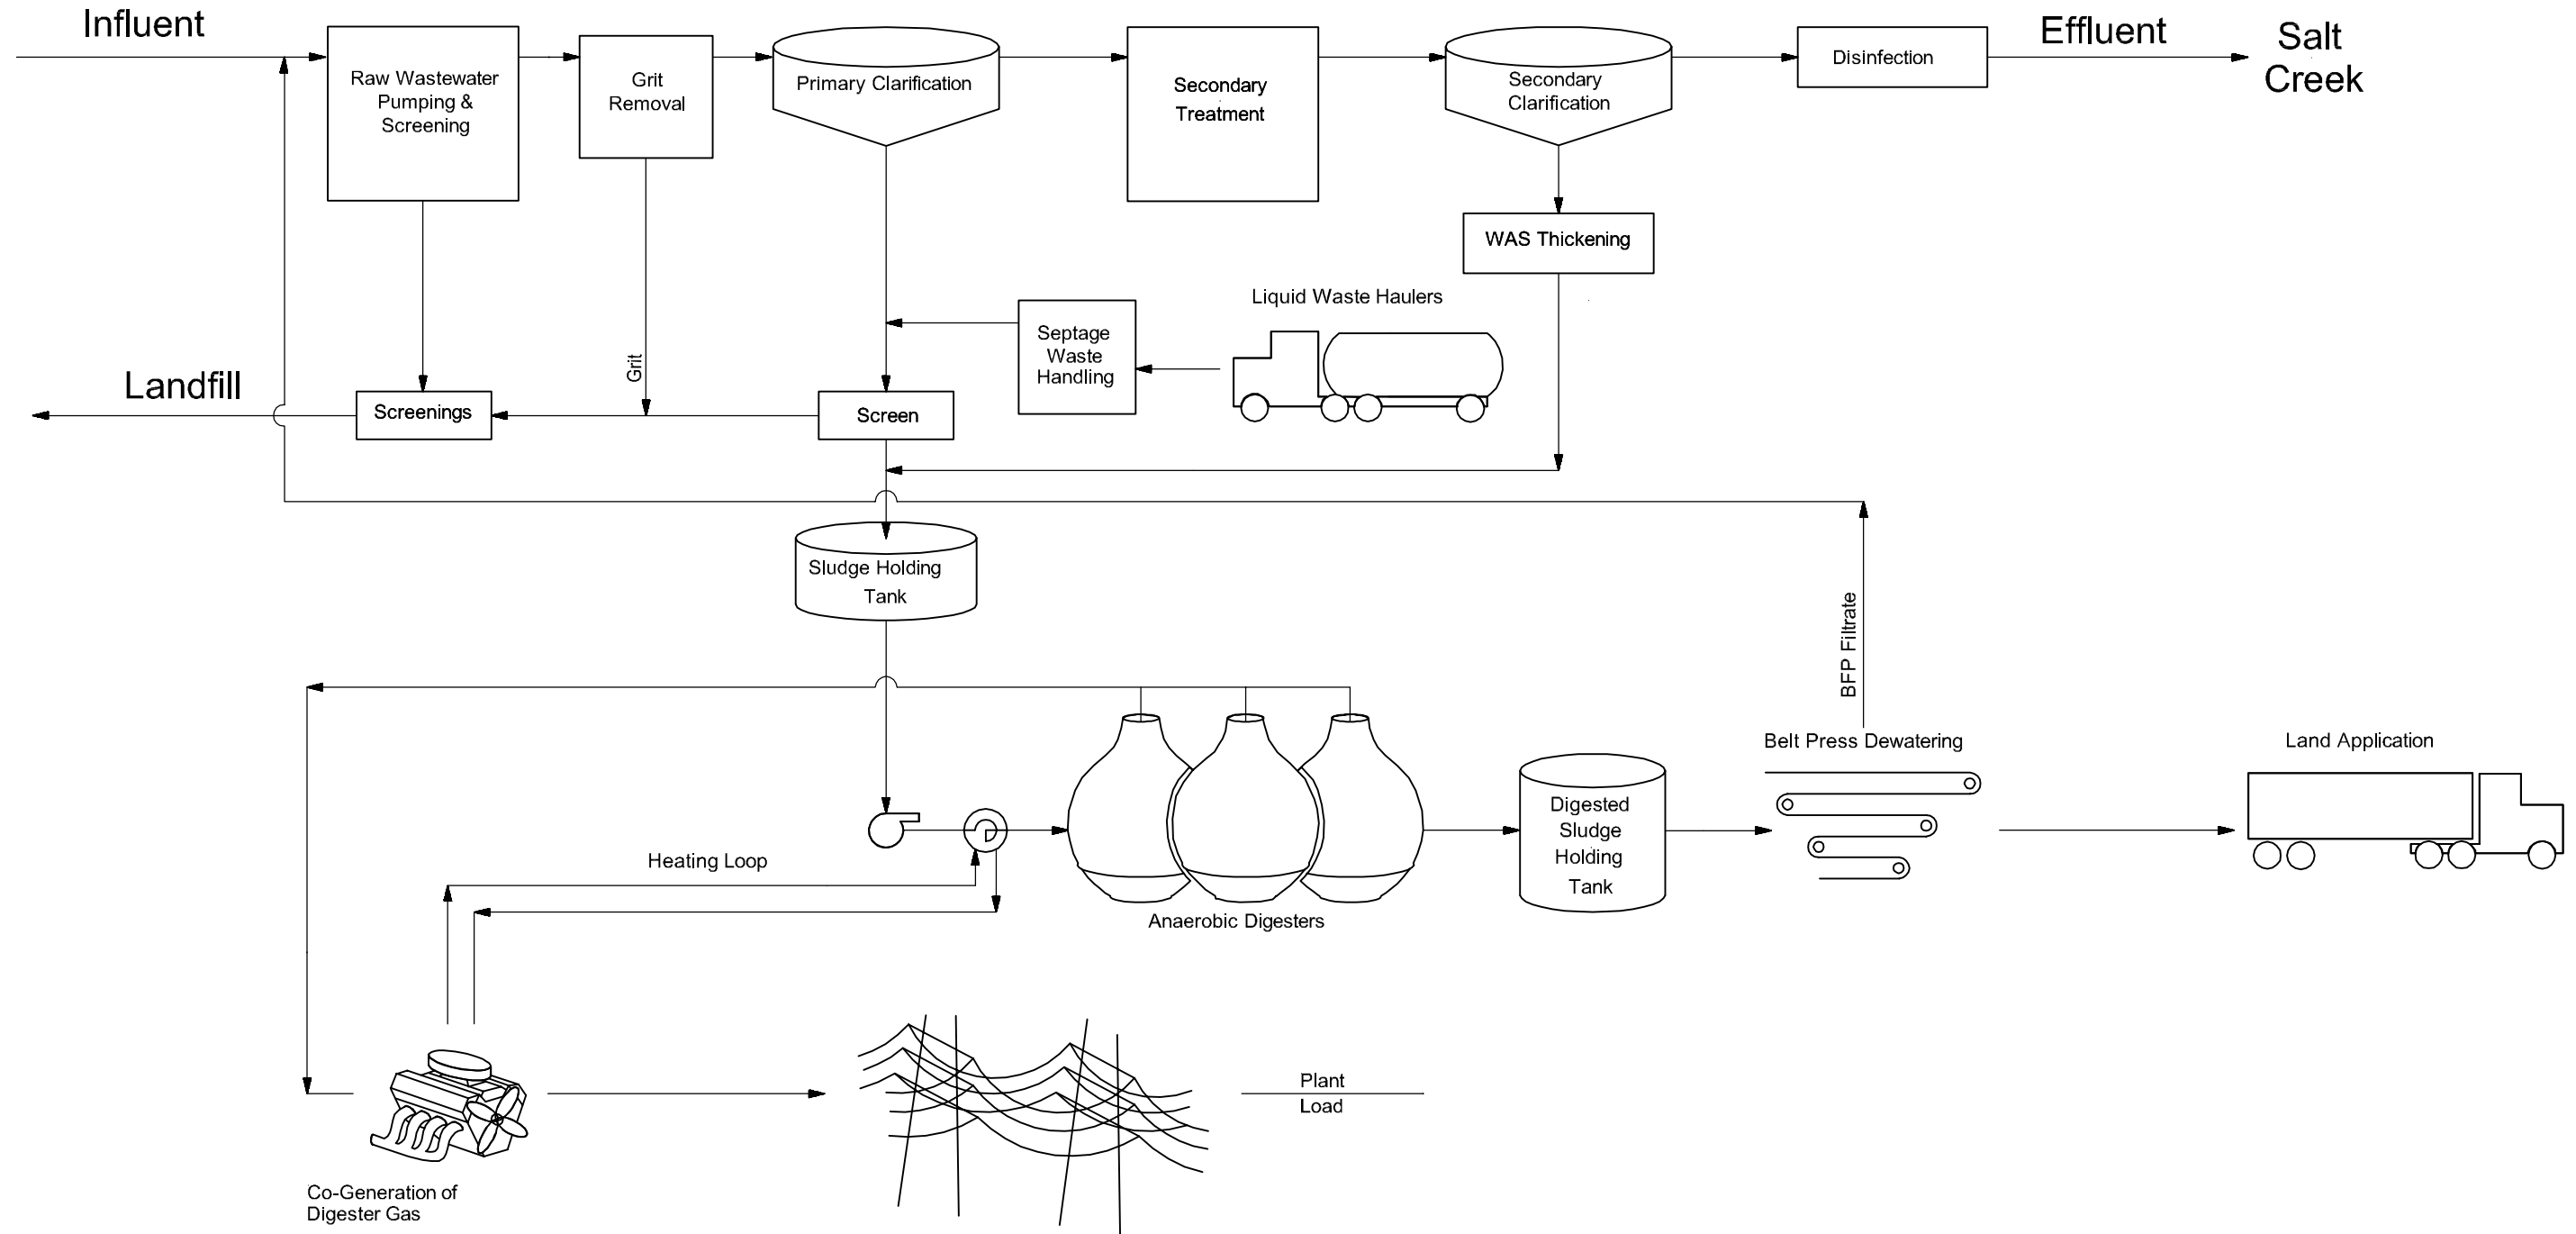 Influent
Raw Wastewater
Pumping &
Screening
Grit
Removal
Primary Clarification
Secondary
Treatment
Secondary
Clarification
Disinfection
Effluent
Salt
Creek
WAS Thickening
Liquid Waste Haulers
Septage
Waste
Handling
Grit
Landfill
Screenings
Screen
Sludge Holding
Tank
BFP Filtrate
Belt Press Dewatering
Land Application
Digested
Sludge
Holding
Tank
Heating Loop
Anaerobic Digesters
Plant
Load
Co-Generation of
Digester Gas